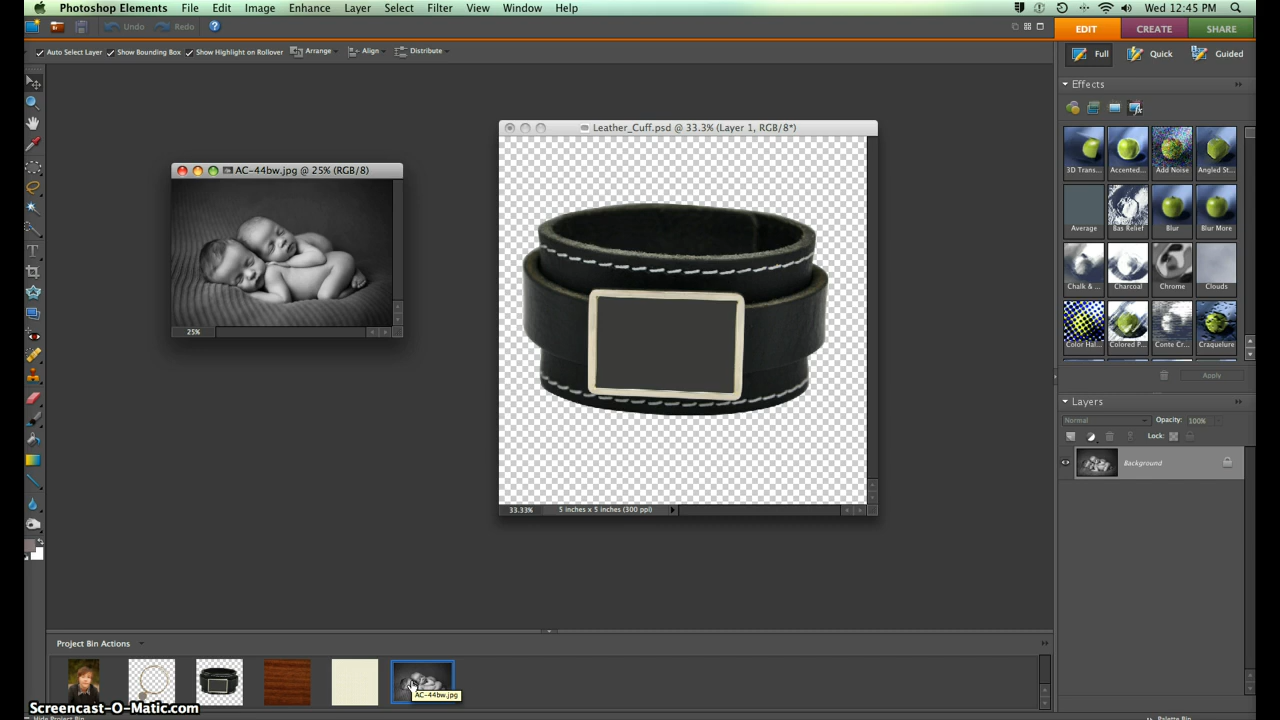 Photoshop Elements File Edit Image Enhance Layer Select Filter View Window Help Wed 12:45 PM
Undo Redo ? EDIT CREATE SHARE
Auto Select Layer Show Bounding Box Show Highlight on Rollover Arrange Align Distribute Full Quick Guided
Effects
Leather_Cuff.psd @ 33.3% (Layer 1, RGB/8*)
AC-44bw.jpg @ 25% (RGB/8)
3D Trans... Accented... Add Noise Angled St...
Average Bas Relief Blur Blur More
Chalk & ... Charcoal Chrome Clouds
25%
Color Hal... Colored P... Conte Cr... Craquelure
Apply
Layers
Normal Opacity: 100%
Lock:
Background
33.33% 5 inches x 5 inches (300 ppi)
Project Bin Actions
AC-44bw.jpg
Screencast-O-Matic.com
Hide Project Bin Palette Bin